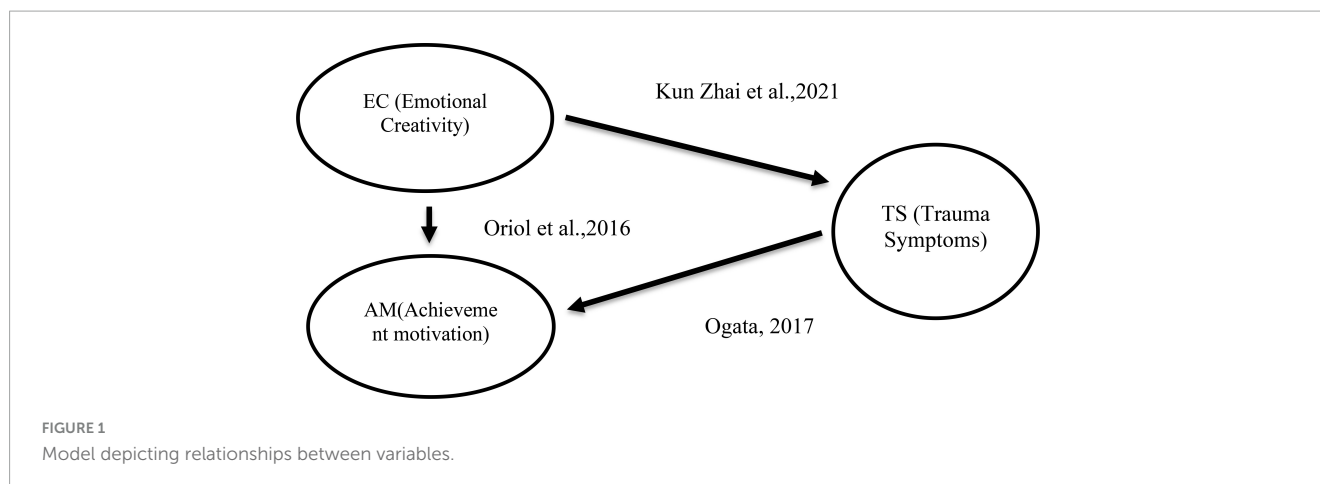 EC (Emotional
Creativity)
Kun Zhai et al.,2021
TS (Trauma
Symptoms)
Oriol et al.,2016
AM(Achieveme
nt motivation)
Ogata, 2017
FIGURE 1
Model depicting relationships between variables.